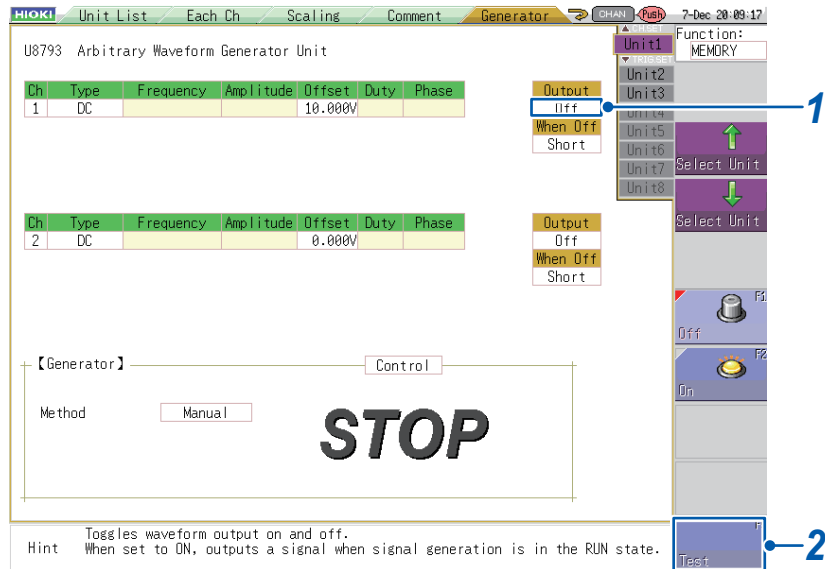 HIOKI Unit List Each Ch Scaling Comment Generator CHAN Push 7-Dec 20:09:17
U8793 Arbitrary Waveform Generator Unit
▲ CH.SET
Unit1
▼ TRIG.SET
Unit2
Unit3
Unit4
Unit5
Unit6
Unit7
Unit8
Function:
MEMORY
Ch Type Frequency Amplitude Offset Duty Phase
1 DC 10.000V
Output
Off
When Off
Short
1
Select Unit
Select Unit
Ch Type Frequency Amplitude Offset Duty Phase
2 DC 0.000V
Output
Off
When Off
Short
F1
Off
F2
On
【Generator】 Control
Method Manual
STOP
Hint Toggles waveform output on and off.
When set to ON, outputs a signal when signal generation is in the RUN state.
Test
2